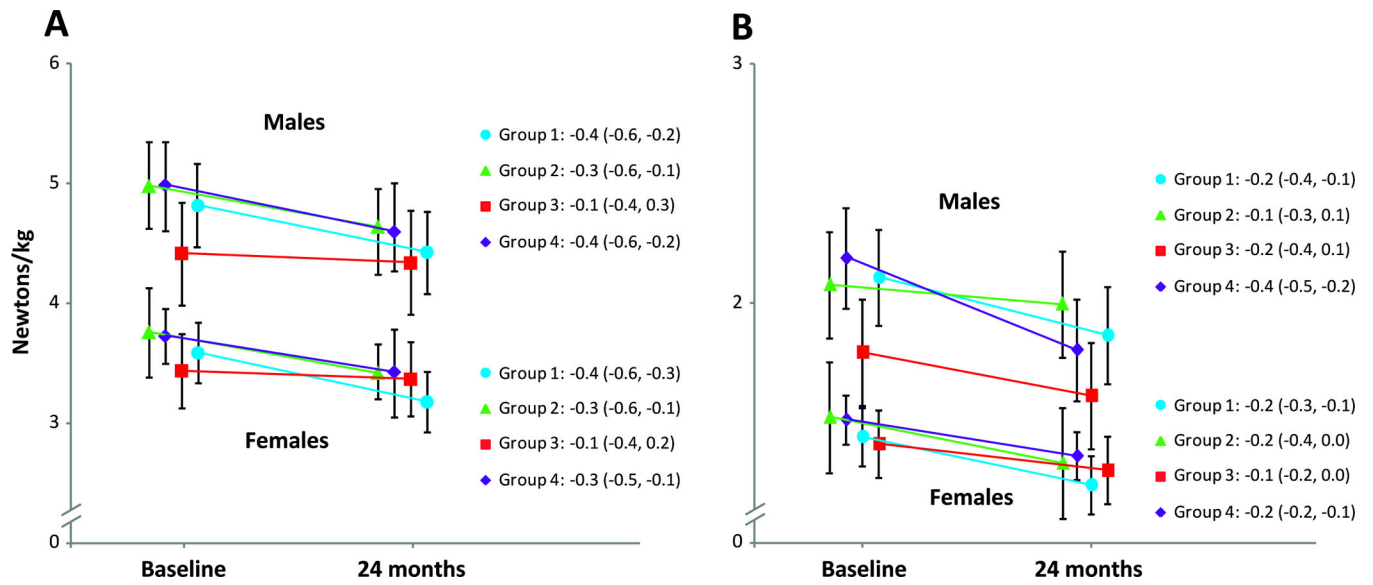 A
6
Males
Group 1: -0.4 (-0.6, -0.2)
Group 2: -0.3 (-0.6, -0.1)
Group 3: -0.1 (-0.4, 0.3)
Group 4: -0.4 (-0.6, -0.2)
5
Newtons/kg
4
Group 1: -0.4 (-0.6, -0.3)
Group 2: -0.3 (-0.6, -0.1)
Group 3: -0.1 (-0.4, 0.2)
Group 4: -0.3 (-0.5, -0.1)
3
Females
0
Baseline
24 months
B
3
Males
Group 1: -0.2 (-0.4, -0.1)
Group 2: -0.1 (-0.3, 0.1)
Group 3: -0.2 (-0.4, 0.1)
Group 4: -0.4 (-0.5, -0.2)
2
Group 1: -0.2 (-0.3, -0.1)
Group 2: -0.2 (-0.4, 0.0)
Group 3: -0.1 (-0.2, 0.0)
Group 4: -0.2 (-0.2, -0.1)
Females
0
Baseline
24 months